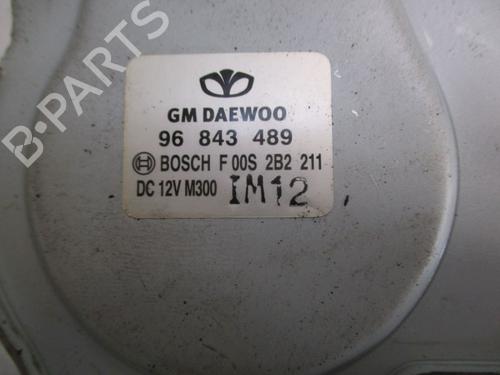 GM DAEWOO
96 843 489
BOSCH F 00S 2B2 211
DC 12V M300 IM12
B-PARTS